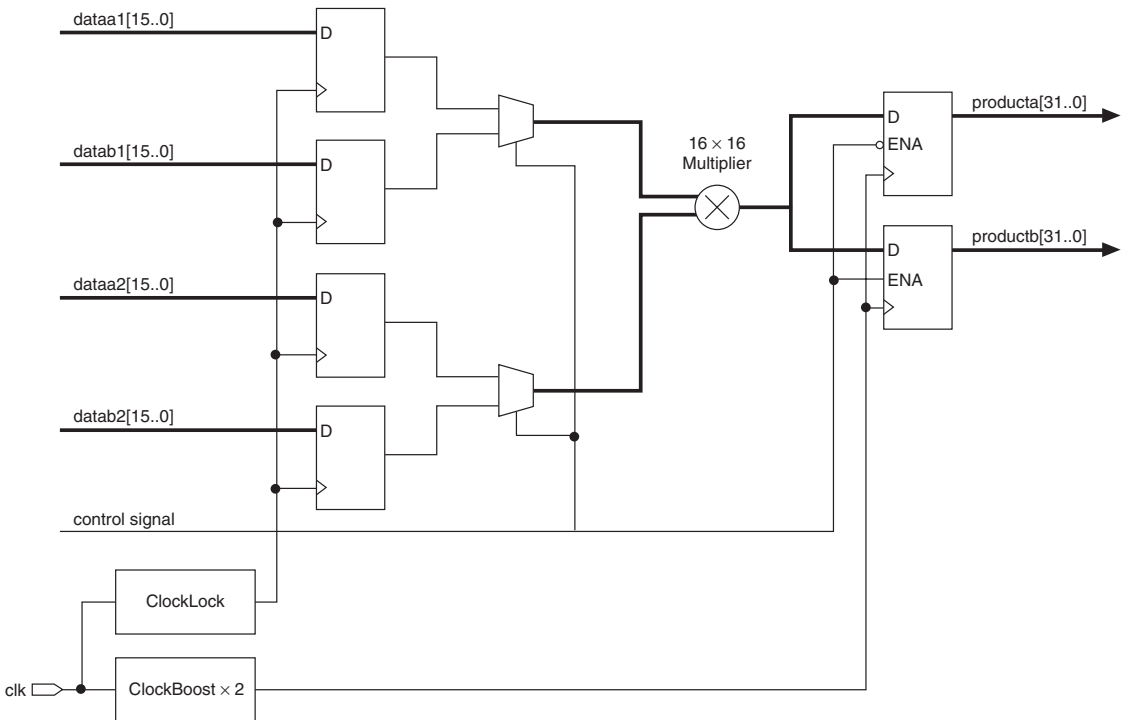 dataa1[15..0]
D
datab1[15..0]
D
dataa2[15..0]
D
datab2[15..0]
D
control signal
ClockLock
clk
ClockBoost × 2
16 × 16
Multiplier
D
ENA
producta[31..0]
D
ENA
productb[31..0]